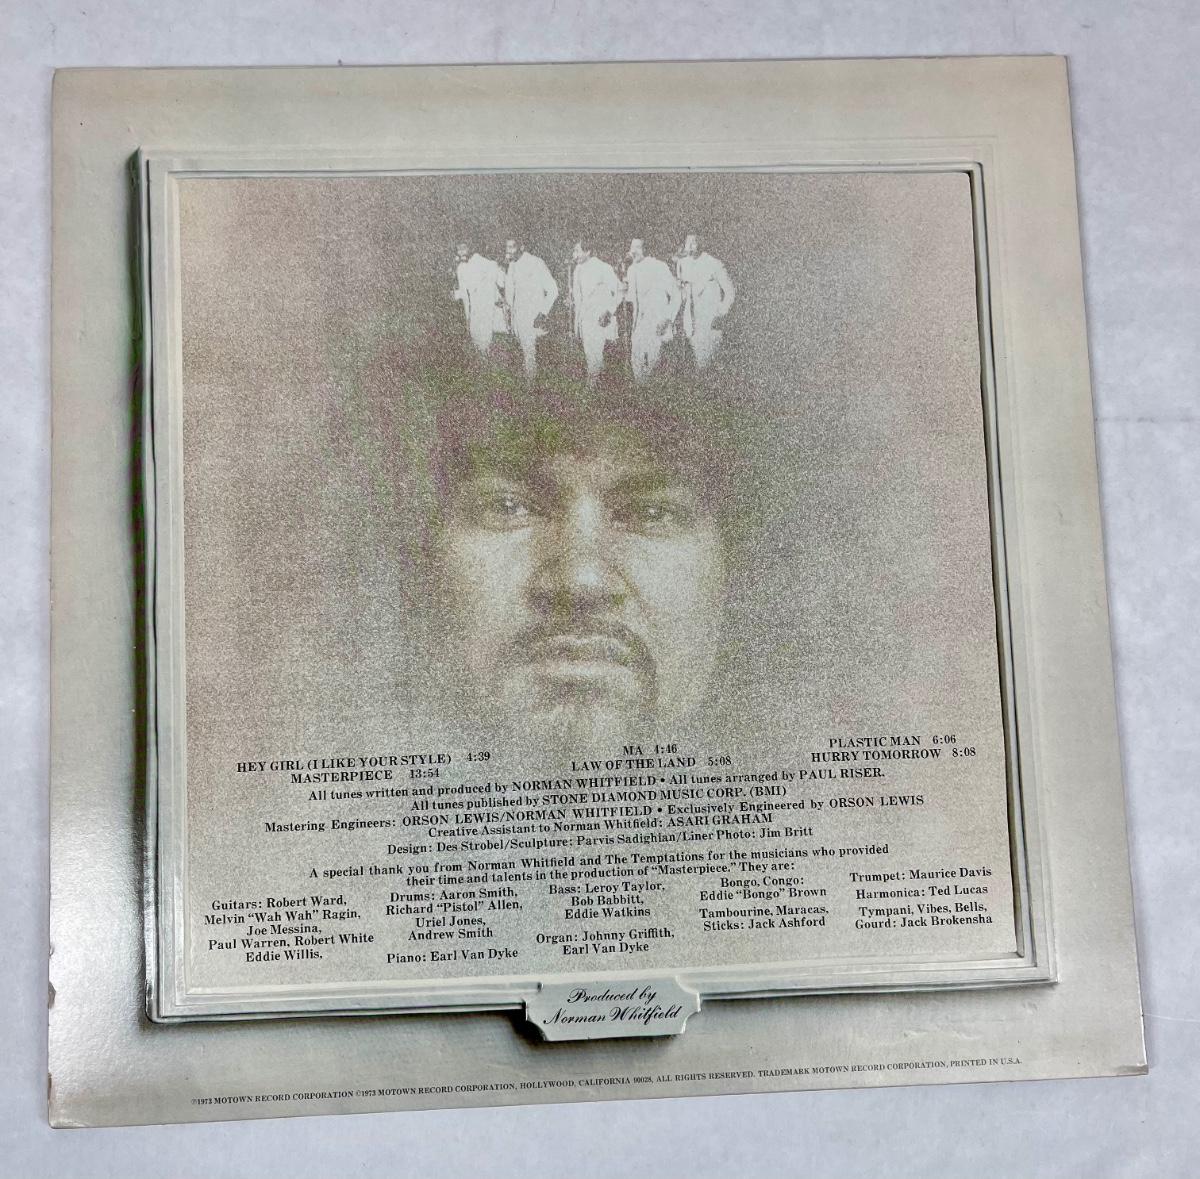 HEY GIRL (I LIKE YOUR STYLE) 4:39
MASTERPIECE 13:54
MA 4:46
LAW OF THE LAND 5:08
PLASTIC MAN 6:06
HURRY TOMORROW 8:08
All tunes written and produced by NORMAN WHITFIELD • All tunes arranged by PAUL RISER.
All tunes published by STONE DIAMOND MUSIC CORP. (BMI)
Mastering Engineers: ORSON LEWIS/NORMAN WHITFIELD • Exclusively Engineered by ORSON LEWIS
Creative Assistant to Norman Whitfield: ASARI GRAHAM
Design: Des Strobel/Sculpture: Parvis Sadighian/Liner Photo: Jim Britt
A special thank you from Norman Whitfield and The Temptations for the musicians who provided
their time and talents in the production of “Masterpiece.” They are:
Guitars: Robert Ward,
Melvin “Wah Wah” Ragin,
Joe Messina,
Paul Warren, Robert White
Eddie Willis,
Drums: Aaron Smith,
Richard “Pistol” Allen,
Uriel Jones,
Andrew Smith
Piano: Earl Van Dyke
Bass: Leroy Taylor,
Bob Babbitt,
Eddie Watkins
Organ: Johnny Griffith,
Earl Van Dyke
Bongo, Congo:
Eddie “Bongo” Brown
Tambourine, Maracas,
Sticks: Jack Ashford
Trumpet: Maurice Davis
Harmonica: Ted Lucas
Tympani, Vibes, Bells,
Gourd: Jack Brokensha
Produced by
Norman Whitfield
℗1973 MOTOWN RECORD CORPORATION ©1973 MOTOWN RECORD CORPORATION, HOLLYWOOD, CALIFORNIA 90028, ALL RIGHTS RESERVED. TRADEMARK MOTOWN RECORD CORPORATION, PRINTED IN U.S.A.